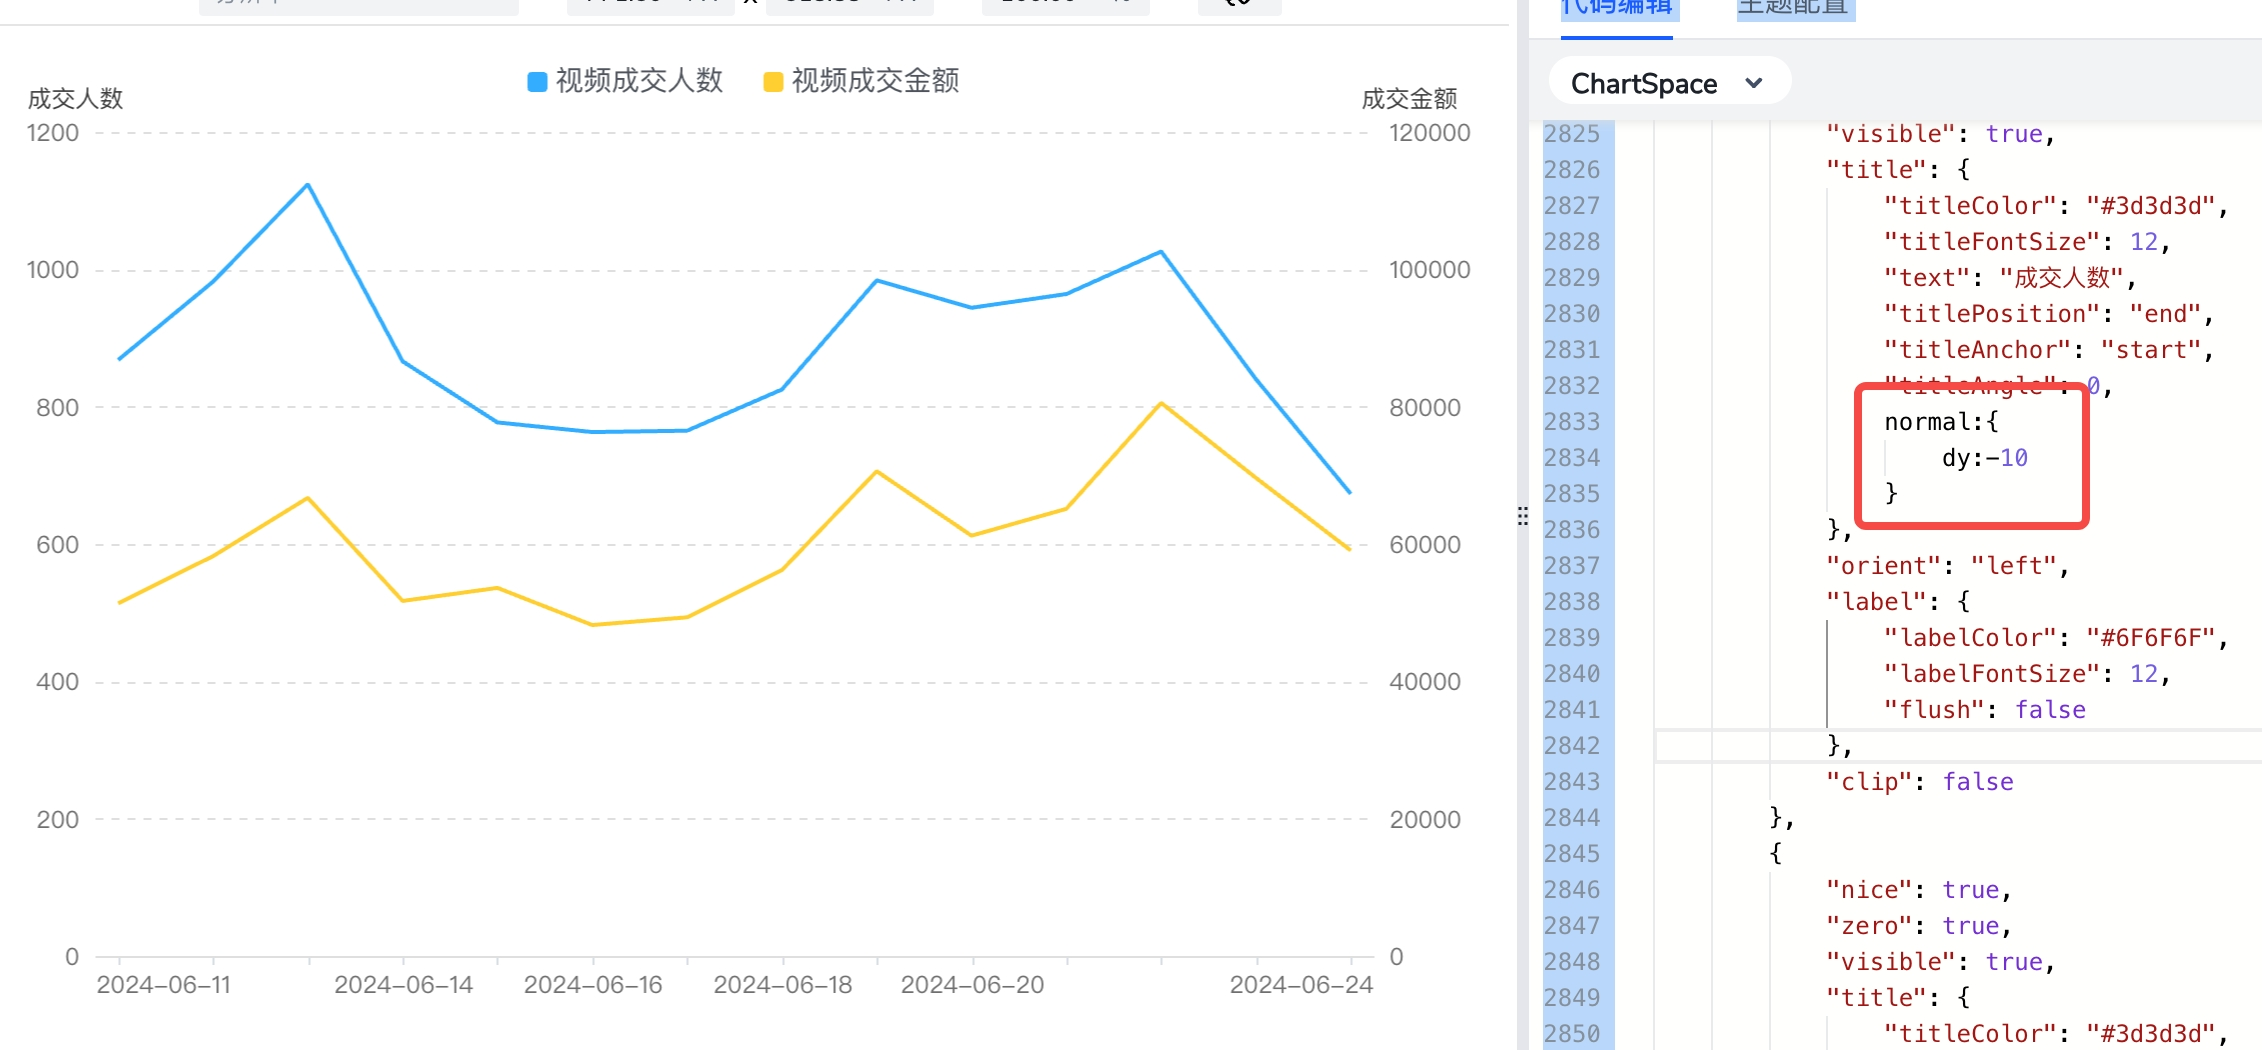 代码编辑 主题配置
视频成交人数 视频成交金额
成交人数
成交金额
1200
1000
800
600
400
200
0
120000
100000
80000
60000
40000
20000
0
2024-06-11 2024-06-14 2024-06-16 2024-06-18 2024-06-20 2024-06-24
ChartSpace
2825 "visible": true,
2826 "title": {
2827 "titleColor": "#3d3d3d",
2828 "titleFontSize": 12,
2829 "text": "成交人数",
2830 "titlePosition": "end",
2831 "titleAnchor": "start",
2832 "titleAngle": 0,
2833 normal:{
2834 dy:-10
2835 }
2836 },
2837 "orient": "left",
2838 "label": {
2839 "labelColor": "#6F6F6F",
2840 "labelFontSize": 12,
2841 "flush": false
2842 },
2843 "clip": false
2844 },
2845 {
2846 "nice": true,
2847 "zero": true,
2848 "visible": true,
2849 "title": {
2850 "titleColor": "#3d3d3d",